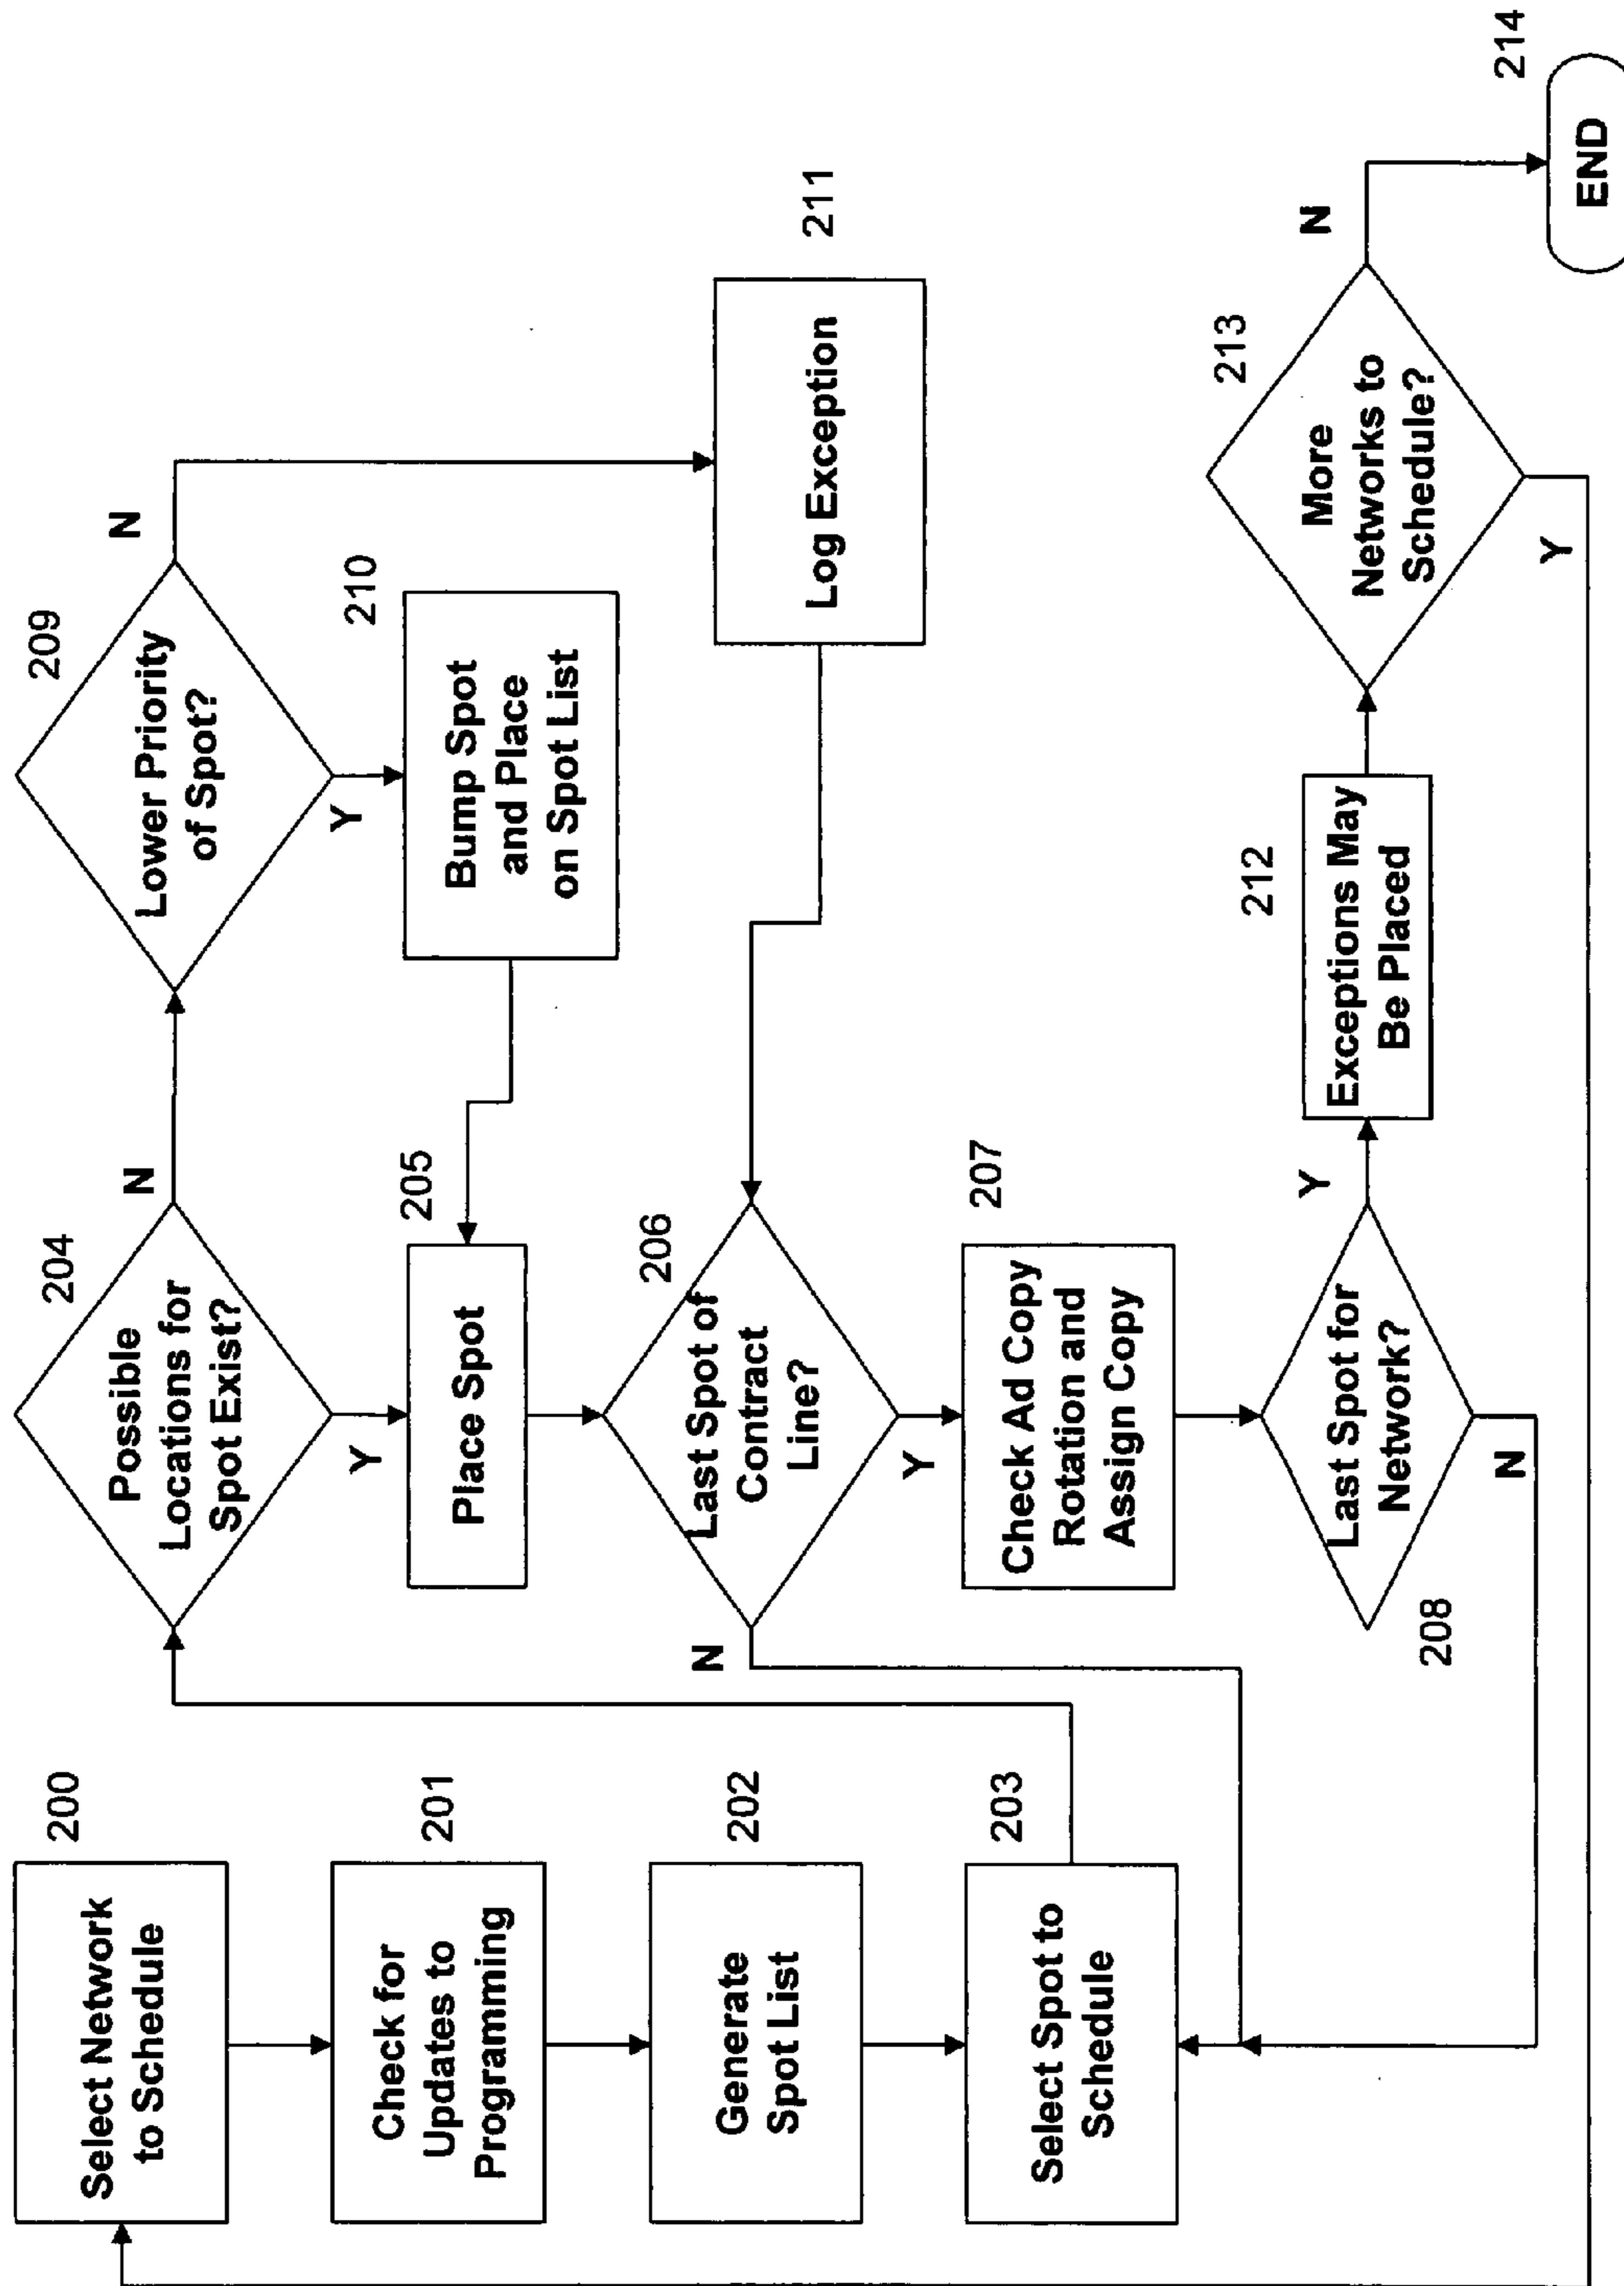 200
Select Network
to Schedule
201
Check for
Updates to
Programming
202
Generate
Spot List
203
Select Spot to
Schedule
204
Possible
Locations for
Spot Exist?
N
Y
205
Place Spot
206
Last Spot of
Contract
Line?
N
Y
207
Check Ad Copy
Rotation and
Assign Copy
208
Last Spot for
Network?
Y
N
209
Lower Priority
of Spot?
N
Y
210
Bump Spot
and Place
on Spot List
211
Log Exception
212
Exceptions May
Be Placed
213
More
Networks to
Schedule?
N
Y
214
END